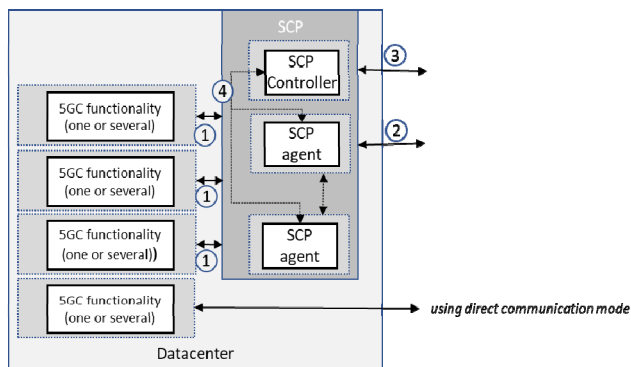 SCP
SCP
Controller
3
4
5GC functionality
(one or several)
1
SCP
agent
2
5GC functionality
(one or several)
1
5GC functionality
(one or several))
1
SCP
agent
5GC functionality
(one or several)
using direct communication mode
Datacenter